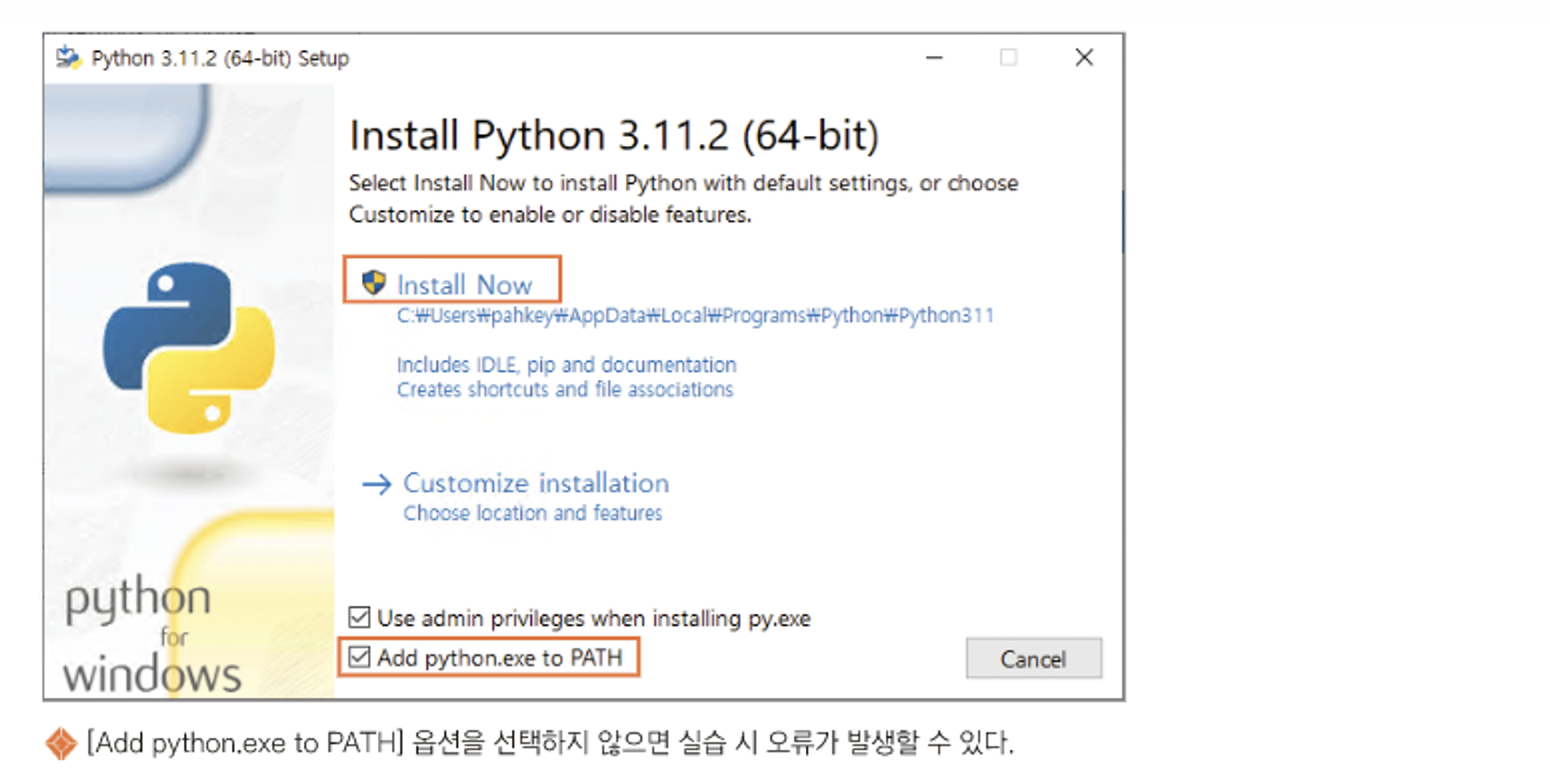 Python 3.11.2 (64-bit) Setup
Install Python 3.11.2 (64-bit)
Select Install Now to install Python with default settings, or choose
Customize to enable or disable features.
Install Now
C:₩Users₩pahkey₩AppData₩Local₩Programs₩Python₩Python311
Includes IDLE, pip and documentation
Creates shortcuts and file associations
Customize installation
Choose location and features
python
for
windows
Use admin privileges when installing py.exe
Add python.exe to PATH
Cancel
[Add python.exe to PATH] 옵션을 선택하지 않으면 실습 시 오류가 발생할 수 있다.